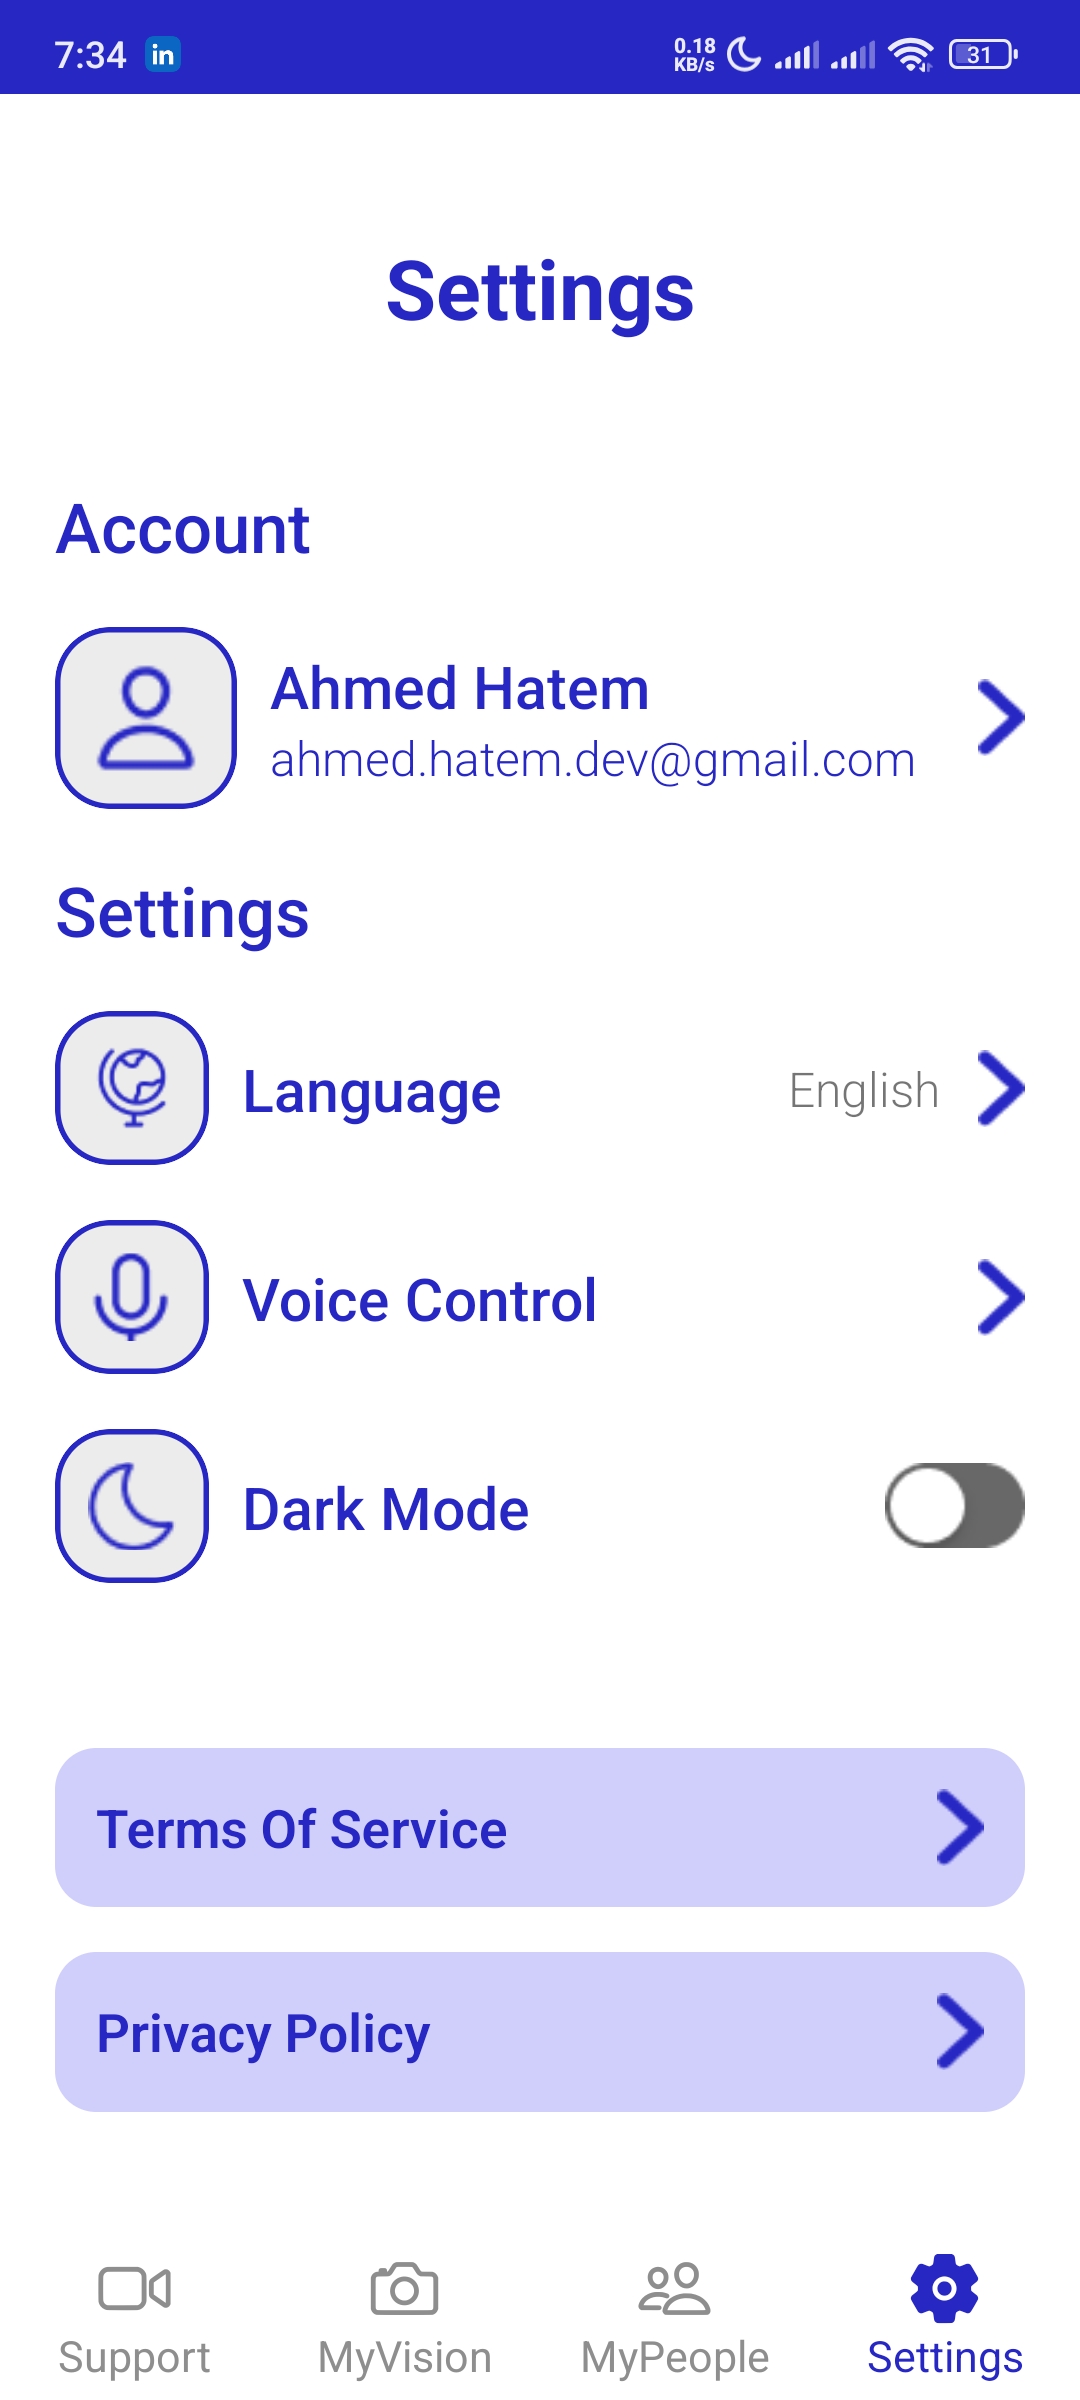 7:34 in 0.18 KB/s 31
Settings
Account
Ahmed Hatem
ahmed.hatem.dev@gmail.com
Settings
Language English
Voice Control
Dark Mode
Terms Of Service
Privacy Policy
Support MyVision MyPeople Settings